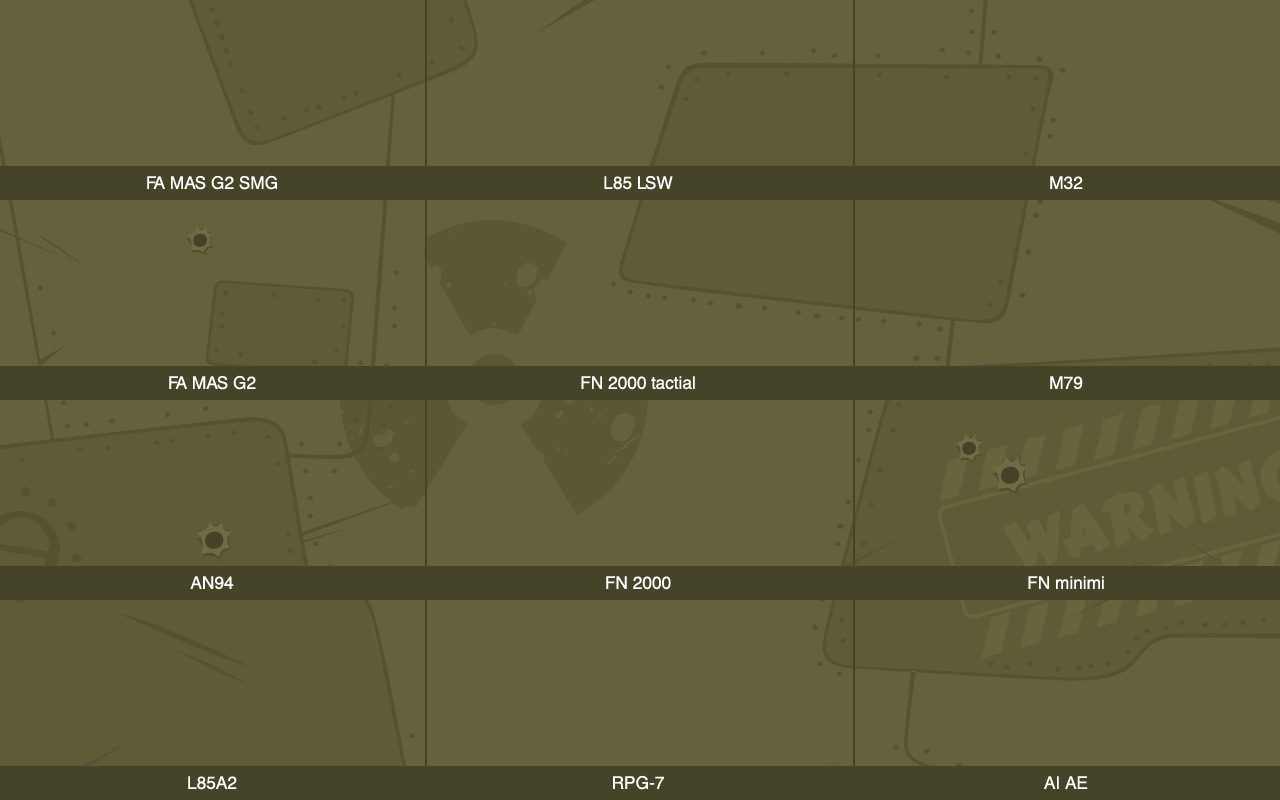 FA MAS G2 SMG
L85 LSW
M32
FA MAS G2
FN 2000 tactial
M79
WARNING
AN94
FN 2000
FN minimi
L85A2
RPG-7
AI AE